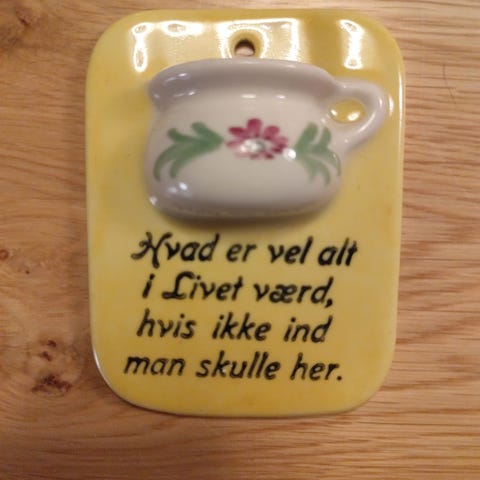 Hvad er vel alt
i Livet værd,
hvis ikke ind
man skulle her.